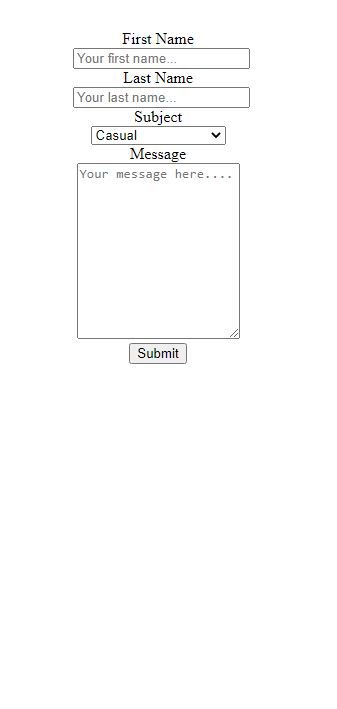 First Name
Your first name...
Last Name
Your last name...
Subject
Casual
Message
Your message here....
Submit